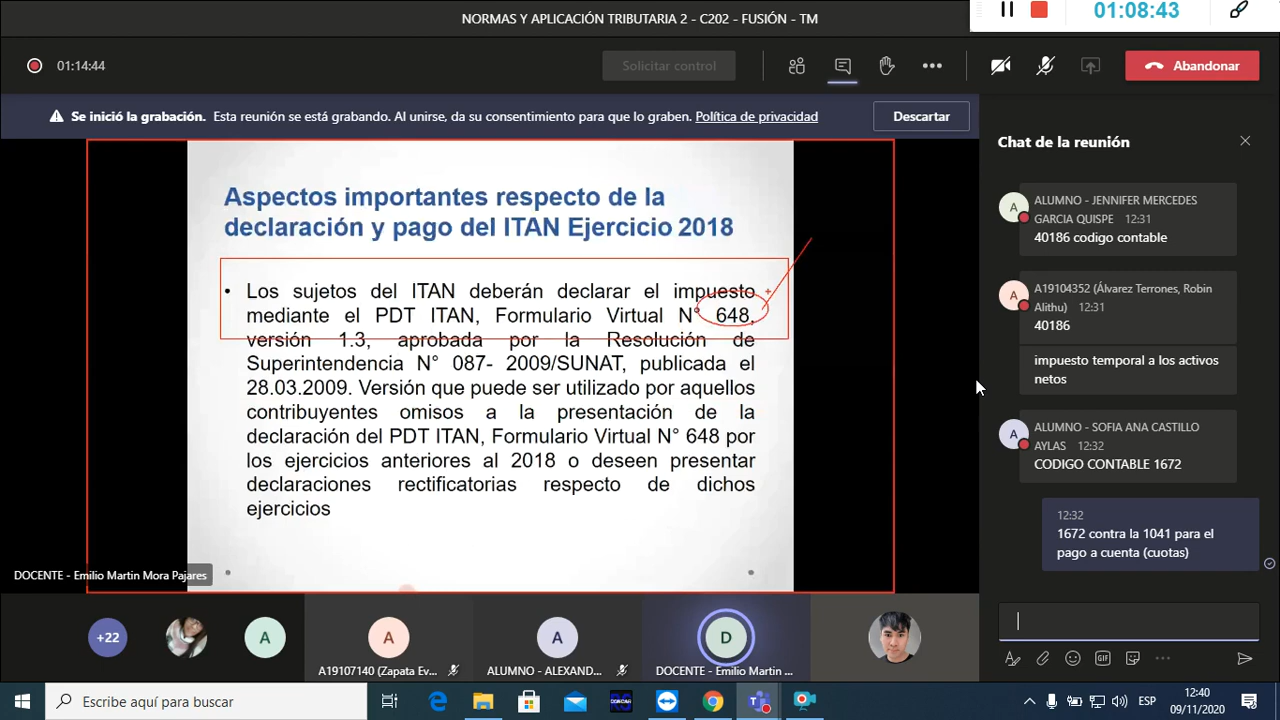 NORMAS Y APLICACIÓN TRIBUTARIA 2 - C202 - FUSIÓN - TM
01:08:43
01:14:44
Solicitar control
Abandonar
Se inició la grabación. Esta reunión se está grabando. Al unirse, da su consentimiento para que lo graben. Política de privacidad
Descartar
Aspectos importantes respecto de la
declaración y pago del ITAN Ejercicio 2018
• Los sujetos del ITAN deberán declarar el impuesto
mediante el PDT ITAN, Formulario Virtual N° 648,
versión 1.3, aprobada por la Resolución de
Superintendencia N° 087- 2009/SUNAT, publicada el
28.03.2009. Versión que puede ser utilizado por aquellos
contribuyentes omisos a la presentación de la
declaración del PDT ITAN, Formulario Virtual N° 648 por
los ejercicios anteriores al 2018 o deseen presentar
declaraciones rectificatorias respecto de dichos
ejercicios
DOCENTE - Emilio Martin Mora Pajares
+22
A
A
A19107140 (Zapata Ev...
A
ALUMNO - ALEXAND...
D
DOCENTE - Emilio Martin ...
Chat de la reunión
A
ALUMNO - JENNIFER MERCEDES
GARCIA QUISPE 12:31
40186 codigo contable
A
A19104352 (Álvarez Terrones, Robin
Alithu) 12:31
40186
impuesto temporal a los activos
netos
A
ALUMNO - SOFIA ANA CASTILLO
AYLAS 12:32
CODIGO CONTABLE 1672
12:32
1672 contra la 1041 para el
pago a cuenta (cuotas)
GIF
Escribe aquí para buscar
ESP
12:40
09/11/2020